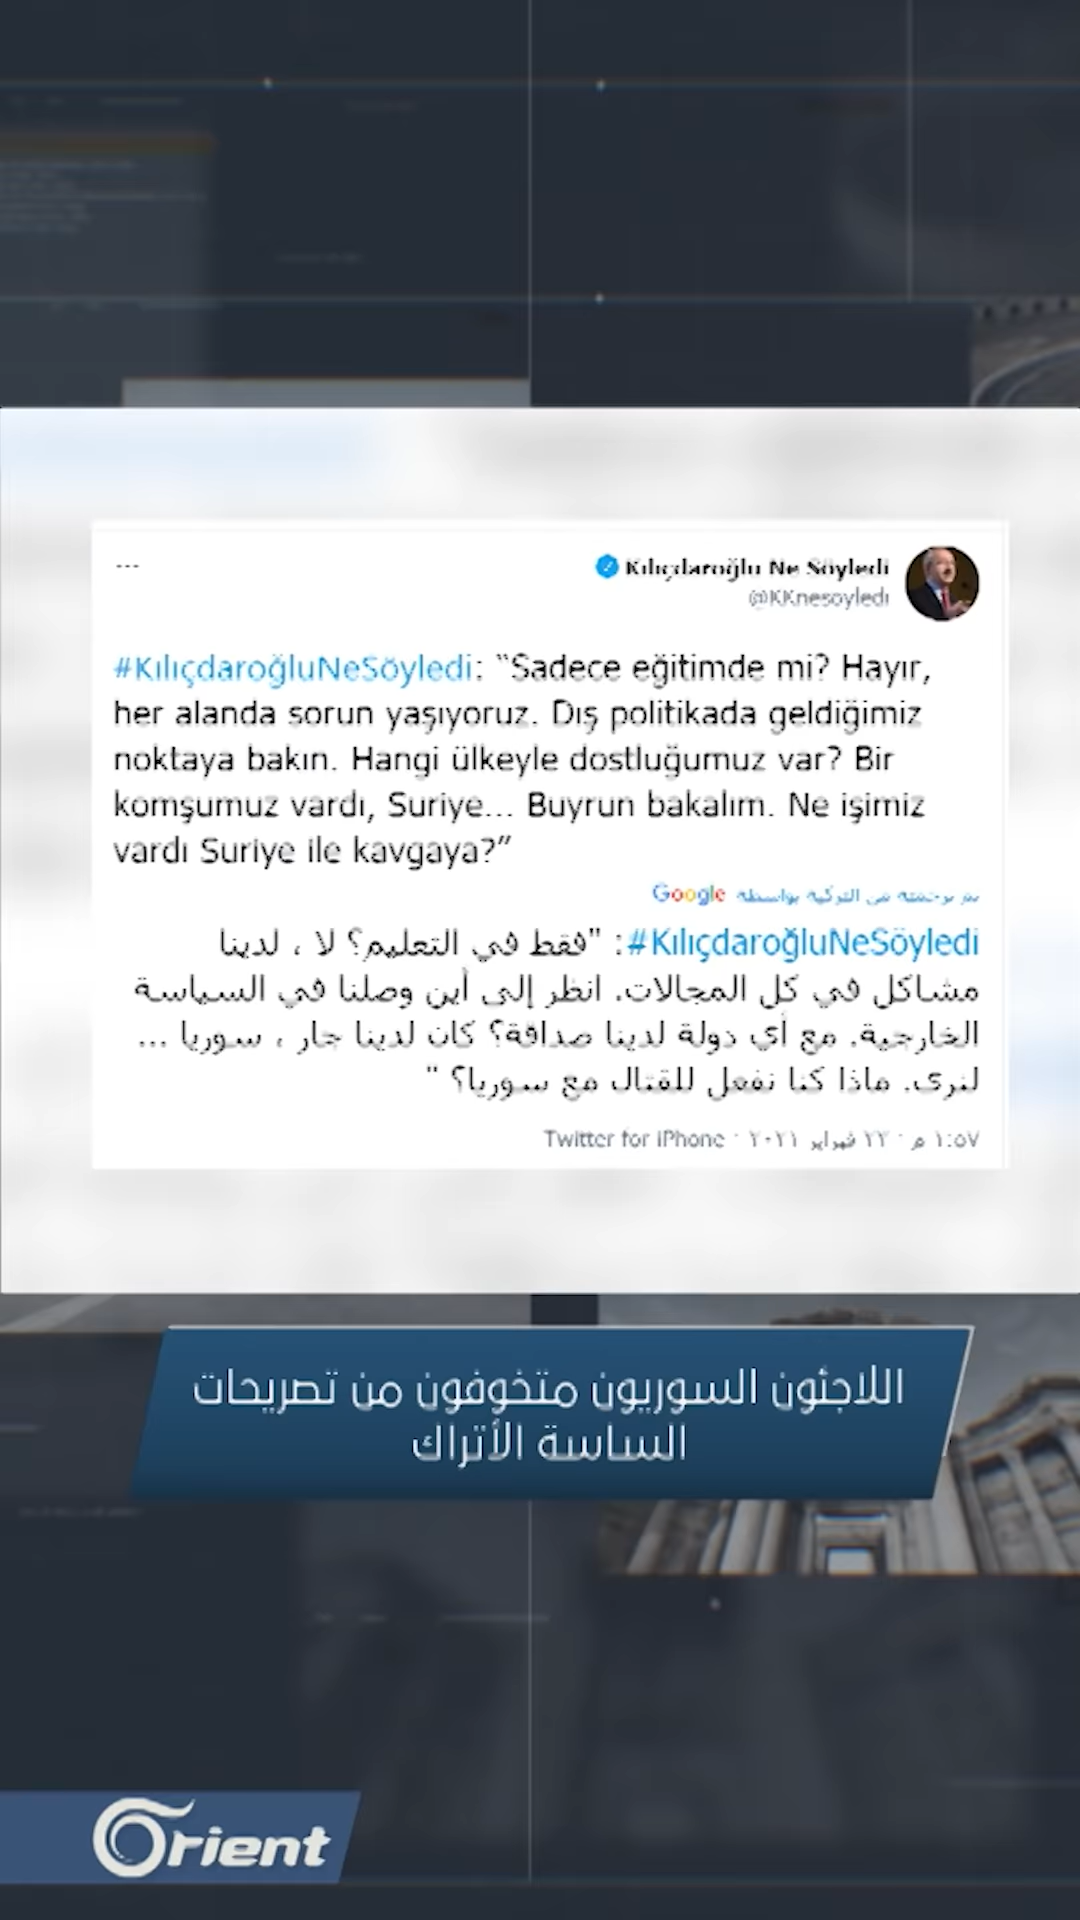 Kılıçdaroğlu Ne Söyledi
@KKnesoyledi
#KılıçdaroğluNeSöyledi: “Sadece eğitimde mi? Hayır,
her alanda sorun yaşıyoruz. Dış politikada geldiğimiz
noktaya bakın. Hangi ülkeyle dostluğumuz var? Bir
komşumuz vardı, Suriye... Buyrun bakalım. Ne işimiz
vardı Suriye ile kavgaya?”
تم ترجمته من التركية بواسطة Google
#KılıçdaroğluNeSöyledi: "فقط في التعليم؟ لا ، لدينا
مشاكل في كل المجالات. انظر إلى أين وصلنا في السياسة
الخارجية. مع أي دولة لدينا صداقة؟ كان لدينا جار ، سوريا ...
لنرى. ماذا كنا نفعل للقتال مع سوريا؟ "
١:٥٧ م · ٢٢ فبراير ٢٠٢١ · Twitter for iPhone
اللاجئون السوريون متخوفون من تصريحات
الساسة الأتراك
Orient